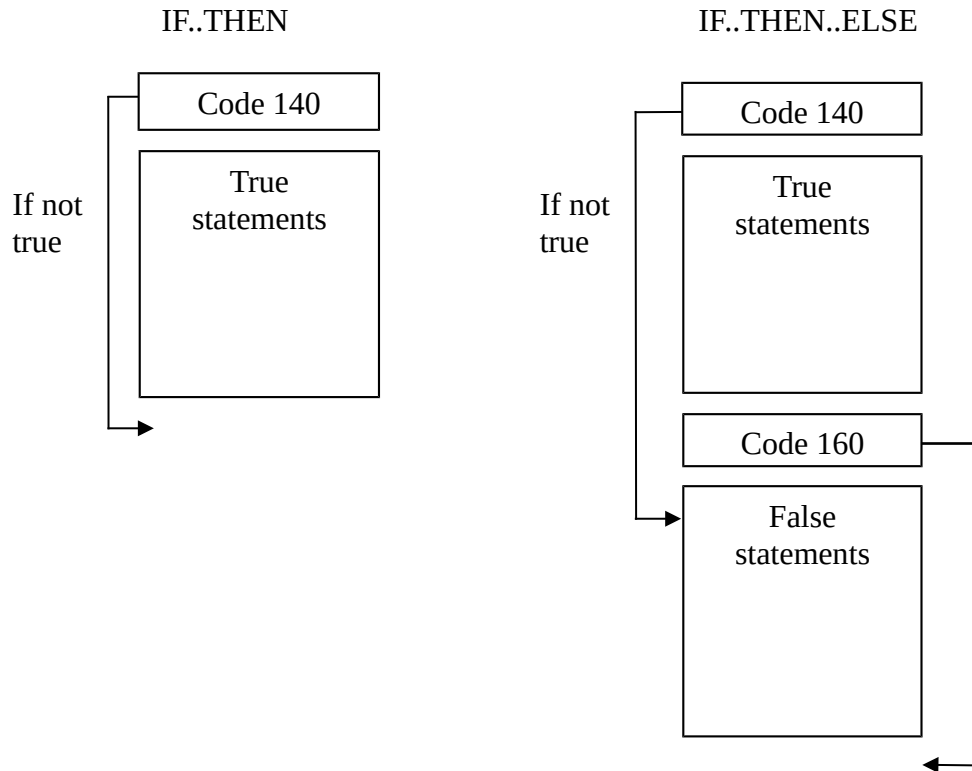 IF..THEN
Code 140
If not
true
True
statements
IF..THEN..ELSE
Code 140
If not
true
True
statements
Code 160
False
statements